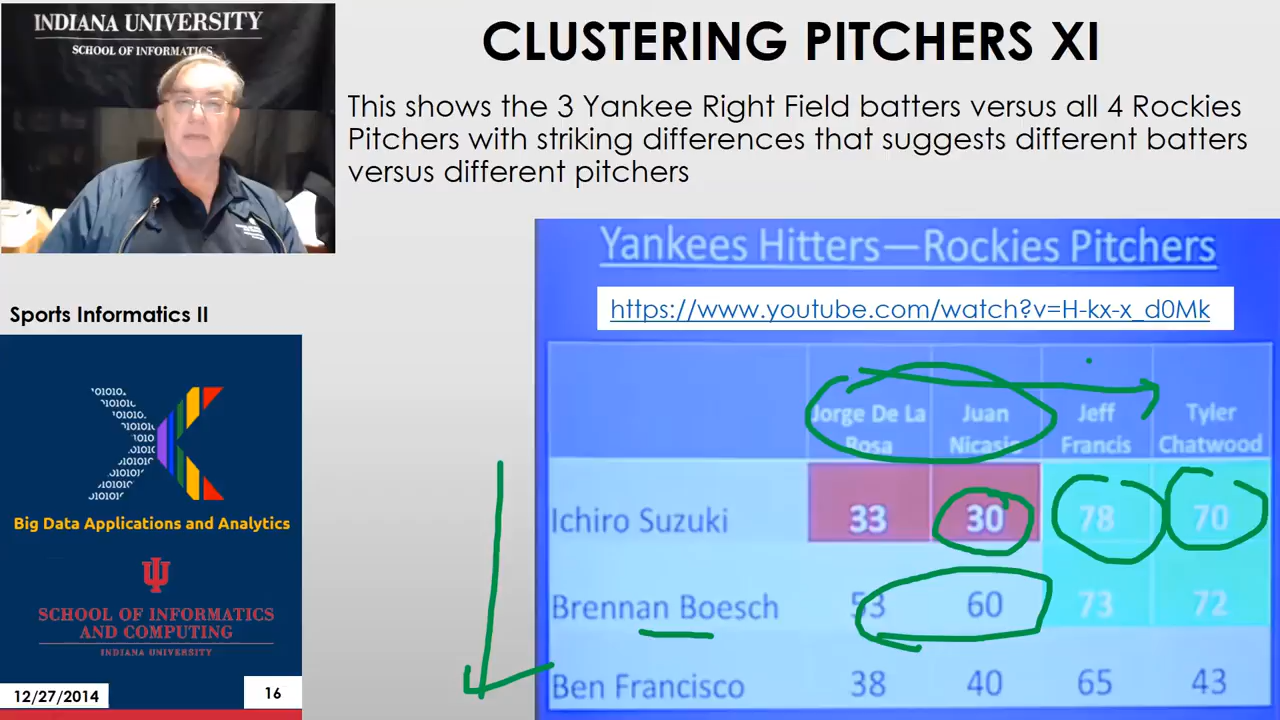 INDIANA UNIVERSITY
SCHOOL OF INFORMATICS
CLUSTERING PITCHERS XI
This shows the 3 Yankee Right Field batters versus all 4 Rockies
Pitchers with striking differences that suggests different batters
versus different pitchers
Sports Informatics II
Big Data Applications and Analytics
SCHOOL OF INFORMATICS
AND COMPUTING
INDIANA UNIVERSITY
12/27/2014
16
Yankees Hitters—Rockies Pitchers
https://www.youtube.com/watch?v=H-kx-x_d0Mk
Jorge De La Rosa
Juan Nicasio
Jeff Francis
Tyler Chatwood
Ichiro Suzuki 33 30 78 70
Brennan Boesch 53 60 73 72
Ben Francisco 38 40 65 43